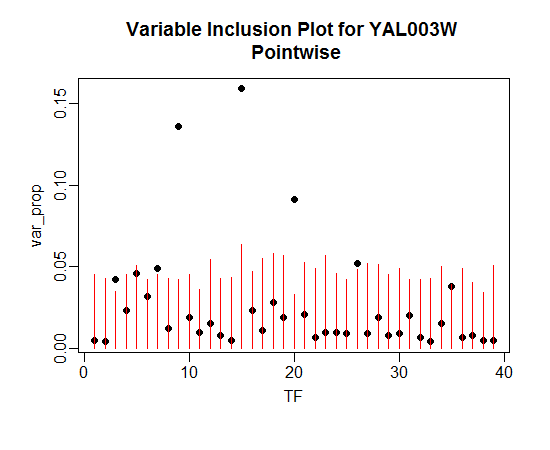 Variable Inclusion Plot for YAL003W
Pointwise
var_prop
0.15
0.10
0.05
0.00
0 10 20 30 40
TF